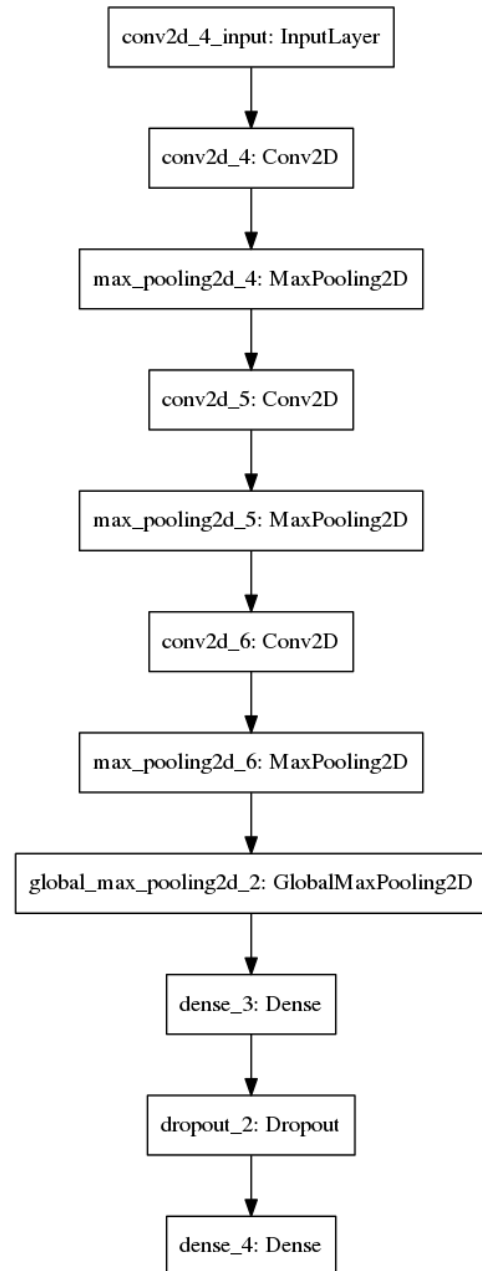 conv2d_4_input: InputLayer
conv2d_4: Conv2D
max_pooling2d_4: MaxPooling2D
conv2d_5: Conv2D
max_pooling2d_5: MaxPooling2D
conv2d_6: Conv2D
max_pooling2d_6: MaxPooling2D
global_max_pooling2d_2: GlobalMaxPooling2D
dense_3: Dense
dropout_2: Dropout
dense_4: Dense